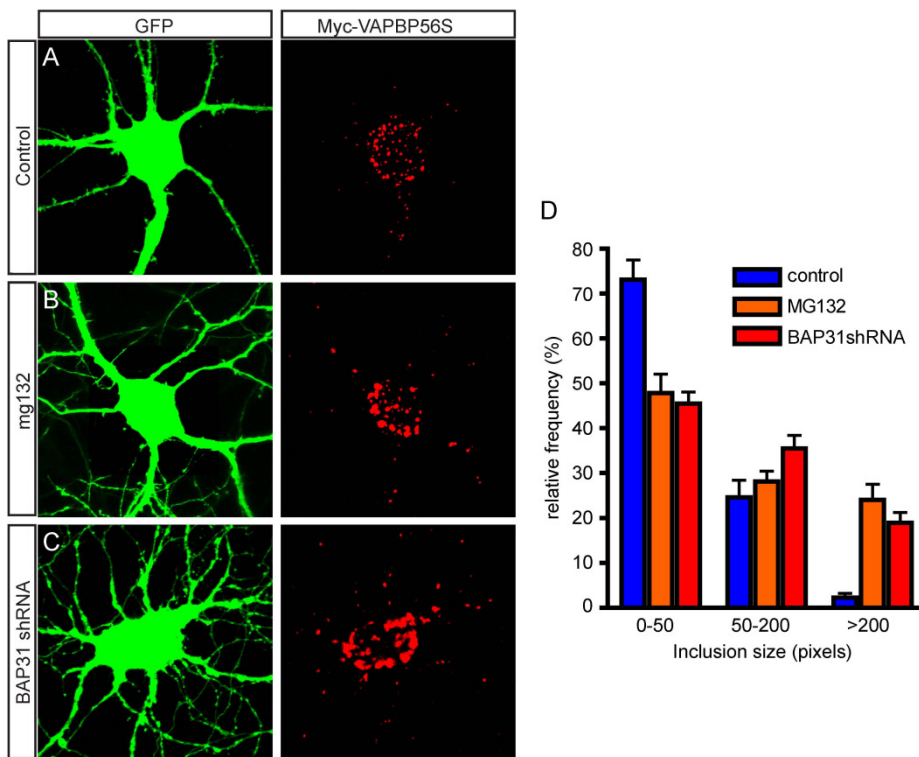 GFP
Myc-VAPBP56S
Control
A
mg132
B
BAP31 shRNA
C
D
relative frequency (%)
80
70
60
50
40
30
20
10
0
control
MG132
BAP31shRNA
0-50
50-200
>200
Inclusion size (pixels)